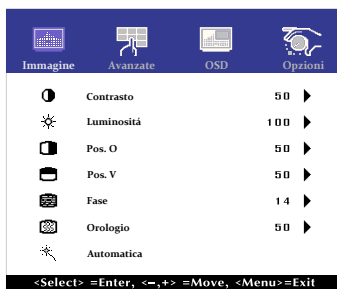 Immagine Avanzate OSD Opzioni
Contrasto 50
Luminositá 100
Pos. O 50
Pos. V 50
Fase 14
Orologio 50
Automatica
<Select> =Enter, <–,+> =Move, <Menu>=Exit